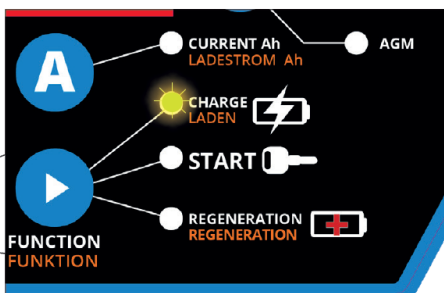 A
CURRENT Ah
LADESTROM Ah
AGM
CHARGE
LADEN
START
REGENERATION
REGENERATION
FUNCTION
FUNKTION